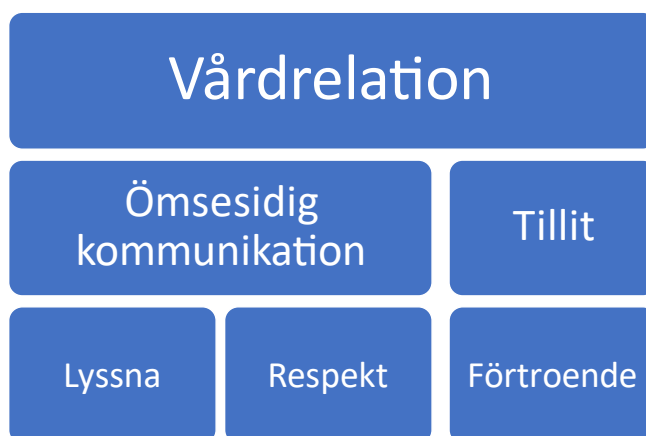 Vårdrelation
Ömsesidig
kommunikation
Tillit
Lyssna
Respekt
Förtroende